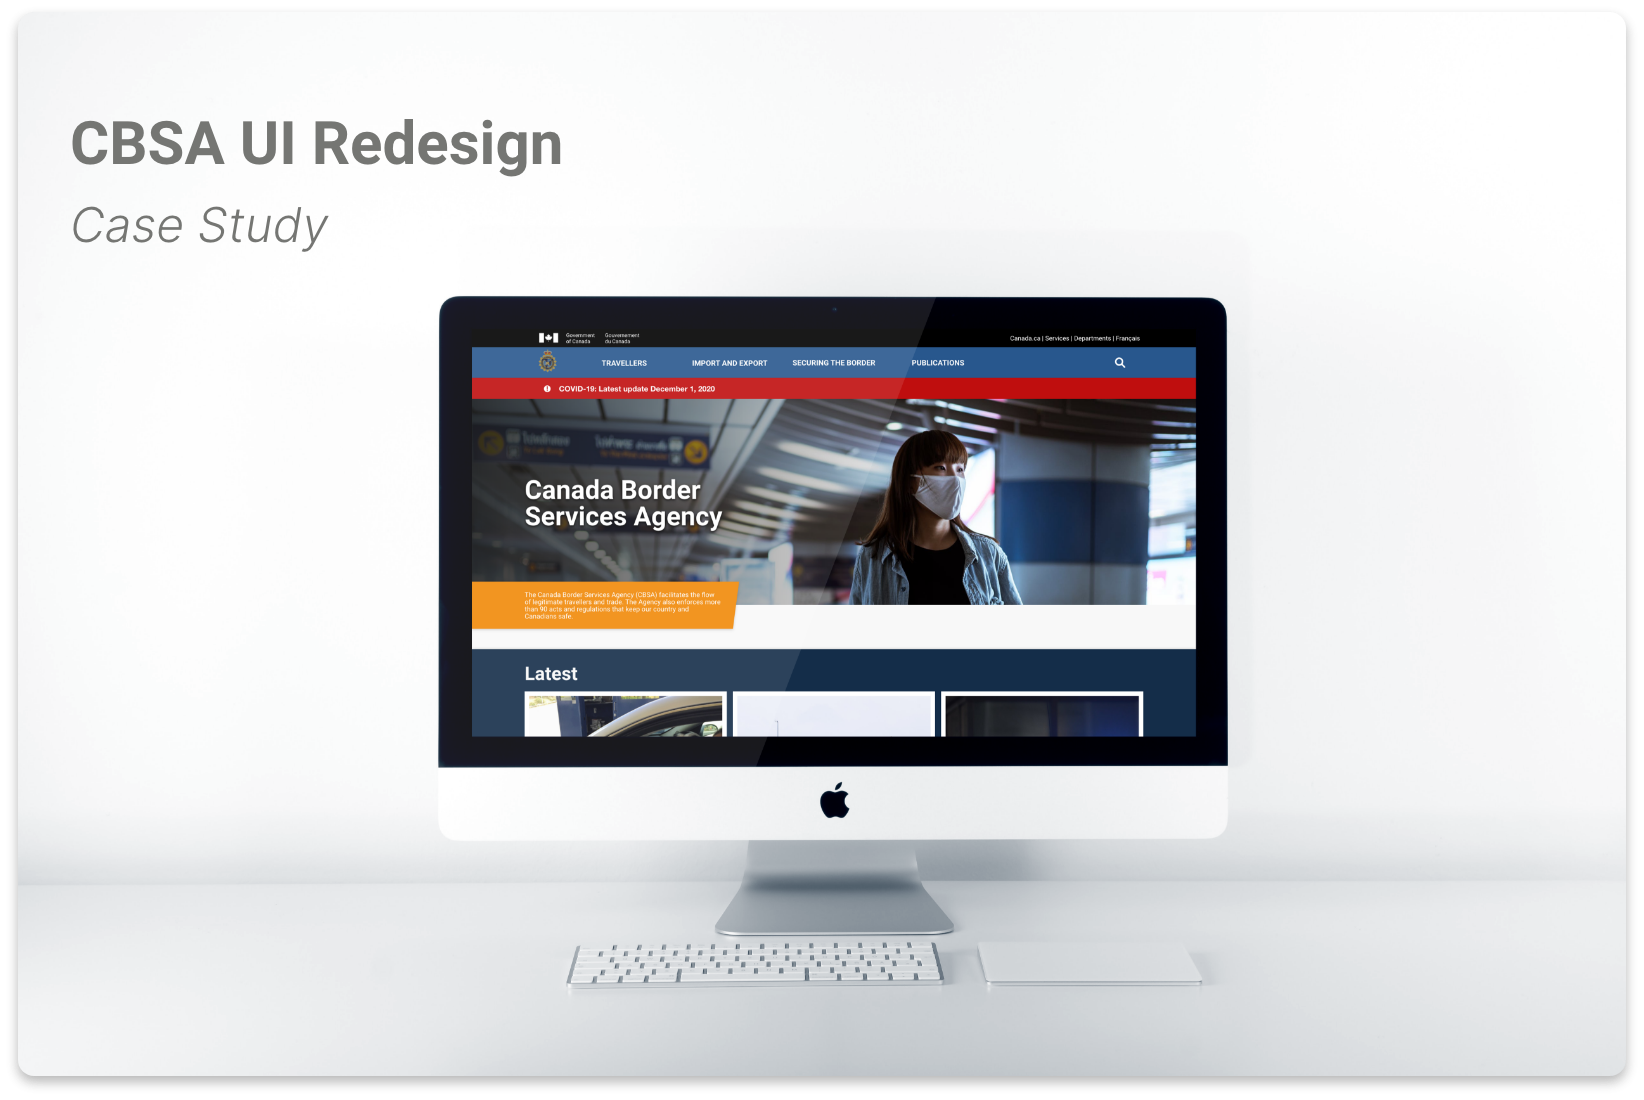 CBSA UI Redesign
Case Study
Government
of Canada
Gouvernement
du Canada
Canada.ca | Services | Departments | Français
TRAVELLERS
IMPORT AND EXPORT
SECURING THE BORDER
PUBLICATIONS
COVID-19: Latest update December 1, 2020
Canada Border
Services Agency
The Canada Border Services Agency (CBSA) facilitates the flow
of legitimate travellers and trade. The Agency also enforces more
than 90 acts and regulations that keep our country and
Canadians safe.
Latest